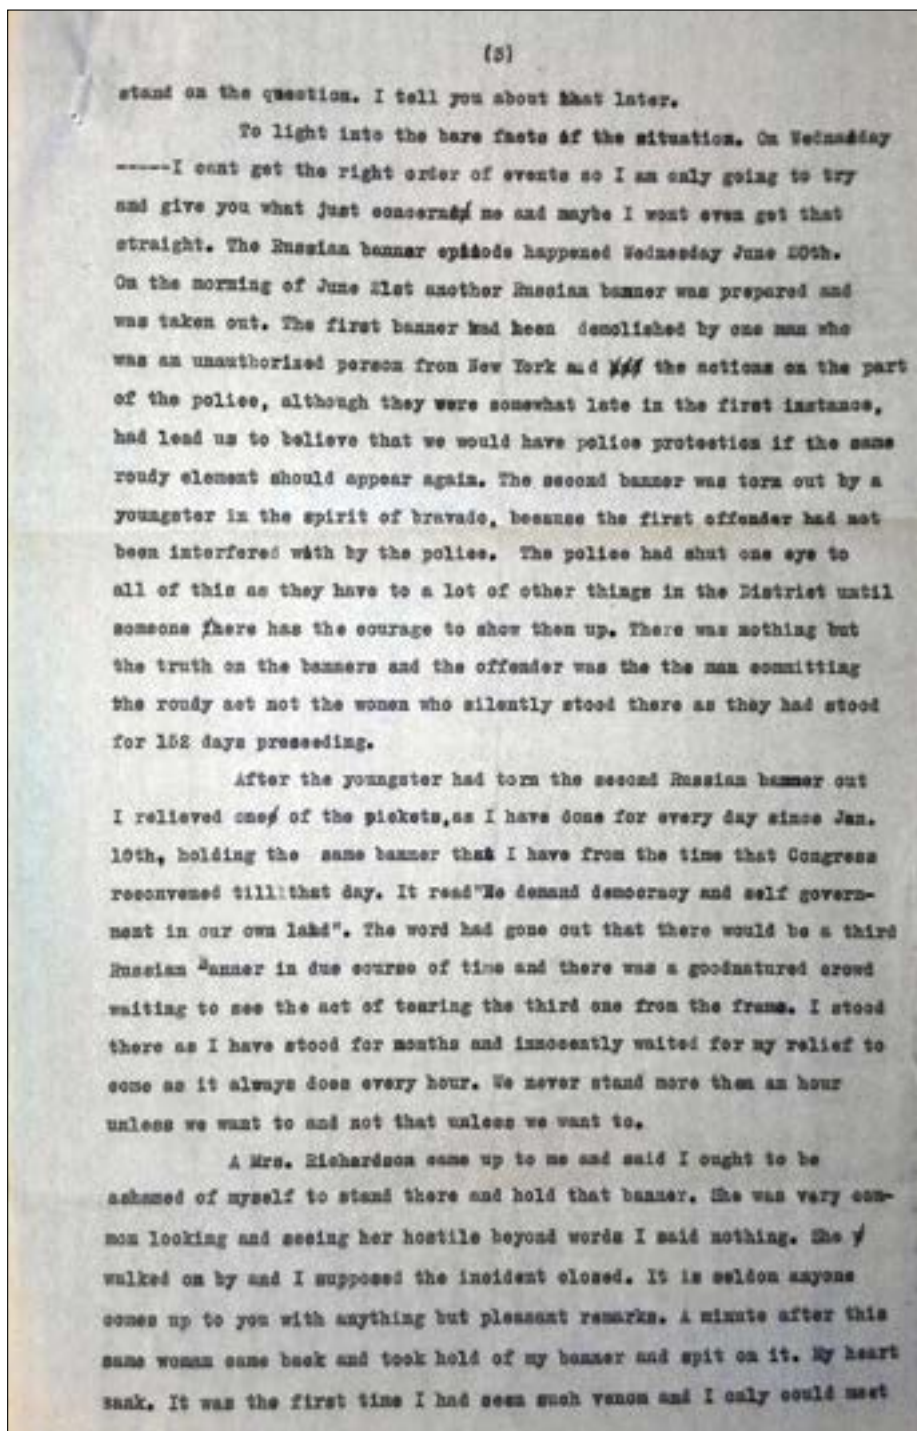 (3)
stand on the question. I tell you about that later.
To light into the bare facts of the situation. On Wednesday
-----I cant get the right order of events so I am only going to try
and give you what just concerns me and maybe I wont even get that
straight. The Russian banner episode happened Wednesday June 20th.
On the morning of June 21st another Russian banner was prepared and
was taken out. The first banner had been demolished by one man who
was an unauthorized person from New York and the actions on the part
of the police, although they were somewhat late in the first instance,
had lead us to believe that we would have police protection if the same
roudy element should appear again. The second banner was torn out by a
youngster in the spirit of bravado, because the first offender had not
been interfered with by the police. The police had shut one eye to
all of this as they have to a lot of other things in the District until
someone there has the courage to show them up. There was nothing but
the truth on the banners and the offender was the the man committing
the roudy act not the women who silently stood there as they had stood
for 152 days preseeding.
After the youngster had torn the second Russian banner out
I relieved one of the pickets,as I have done for every day since Jan.
10th, holding the same banner that I have from the time that Congress
reconvened till that day. It read"We demand democracy and self govern-
ment in our own land". The word had gone out that there would be a third
Russian Banner in due course of time and there was a goodnatured crowd
waiting to see the act of tearing the third one from the frame. I stood
there as I have stood for months and innocently waited for my relief to
come as it always does every hour. We never stand more then an hour
unless we want to and not that unless we want to.
A Mrs. Richardson came up to me and said I ought to be
ashamed of myself to stand there and hold that banner. She was very com-
mon looking and seeing her hostile beyond words I said nothing. She
walked on by and I supposed the incident closed. It is seldon anyone
comes up to you with anything but pleasant remarks. A minute after this
same woman came back and took hold of my banner and spit on it. My heart
sank. It was the first time I had seen such venom and I only could meet